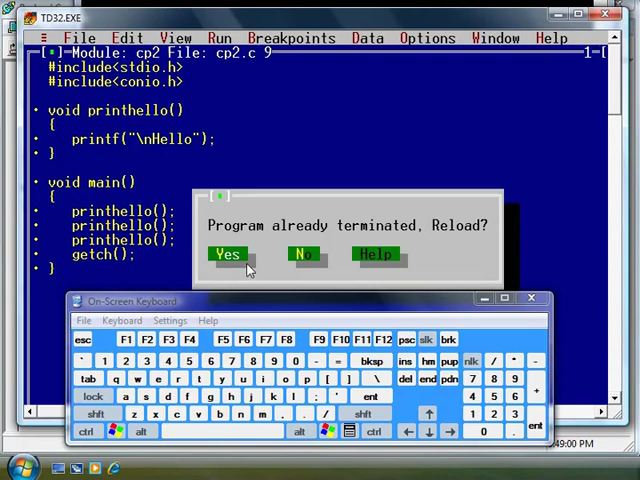 TD32.EXE
≡ File Edit View Run Breakpoints Data Options Window Help
[■] Module: cp2 File: cp2.c 9 1=[
#include<stdio.h>
#include<conio.h>
void printhello()
{
printf("\nHello");
}
void main()
{
printhello();
printhello();
printhello();
getch();
}
[■]
Program already terminated, Reload?
Yes No Help
On-Screen Keyboard
File Keyboard Settings Help
esc F1 F2 F3 F4 F5 F6 F7 F8 F9 F10 F11 F12 psc slk brk
` 1 2 3 4 5 6 7 8 9 0 - = bksp ins hm pup nlk / * -
tab q w e r t y u i o p [ ] \ del end pdn 7 8 9 +
lock a s d f g h j k l ; ' ent 4 5 6
shft z x c v b n m , . / shft ↑ 1 2 3 ent
ctrl alt alt ctrl ← ↓ → 0 .
:49:00 PM